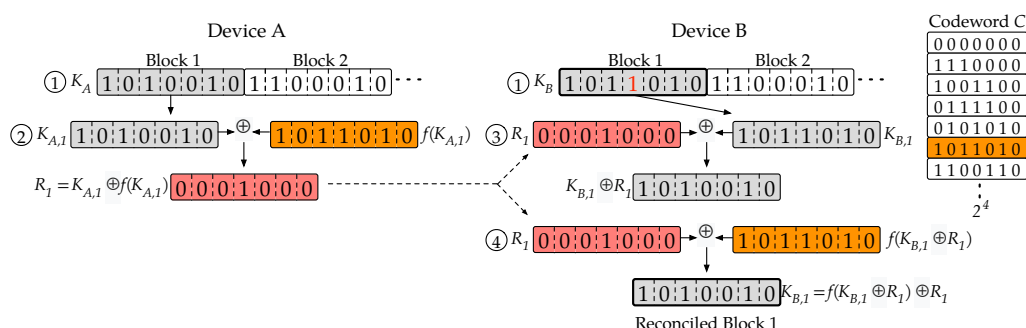 Device A
Block 1 Block 2
① K_A 1 0 1 0 0 1 0 1 1 0 0 0 1 0 ···
② K_A,1 1 0 1 0 0 1 0 ⊕ 1 0 1 1 0 1 0 f(K_A,1)
R_1 = K_A,1 ⊕ f(K_A,1) 0 0 0 1 0 0 0
Device B
Block 1 Block 2
① K_B 1 0 1 1 0 1 0 1 1 0 0 0 1 0 ···
③ R_1 0 0 0 1 0 0 0 ⊕ 1 0 1 1 0 1 0 K_B,1
K_B,1 ⊕ R_1 1 0 1 0 0 1 0
④ R_1 0 0 0 1 0 0 0 ⊕ 1 0 1 1 0 1 0 f(K_B,1 ⊕ R_1)
1 0 1 0 0 1 0 K_B,1 = f(K_B,1 ⊕ R_1) ⊕ R_1
Reconciled Block 1
Codeword C
0 0 0 0 0 0 0
1 1 1 0 0 0 0
1 0 0 1 1 0 0
0 1 1 1 1 0 0
0 1 0 1 0 1 0
1 0 1 1 0 1 0
1 1 0 0 1 1 0
2^4